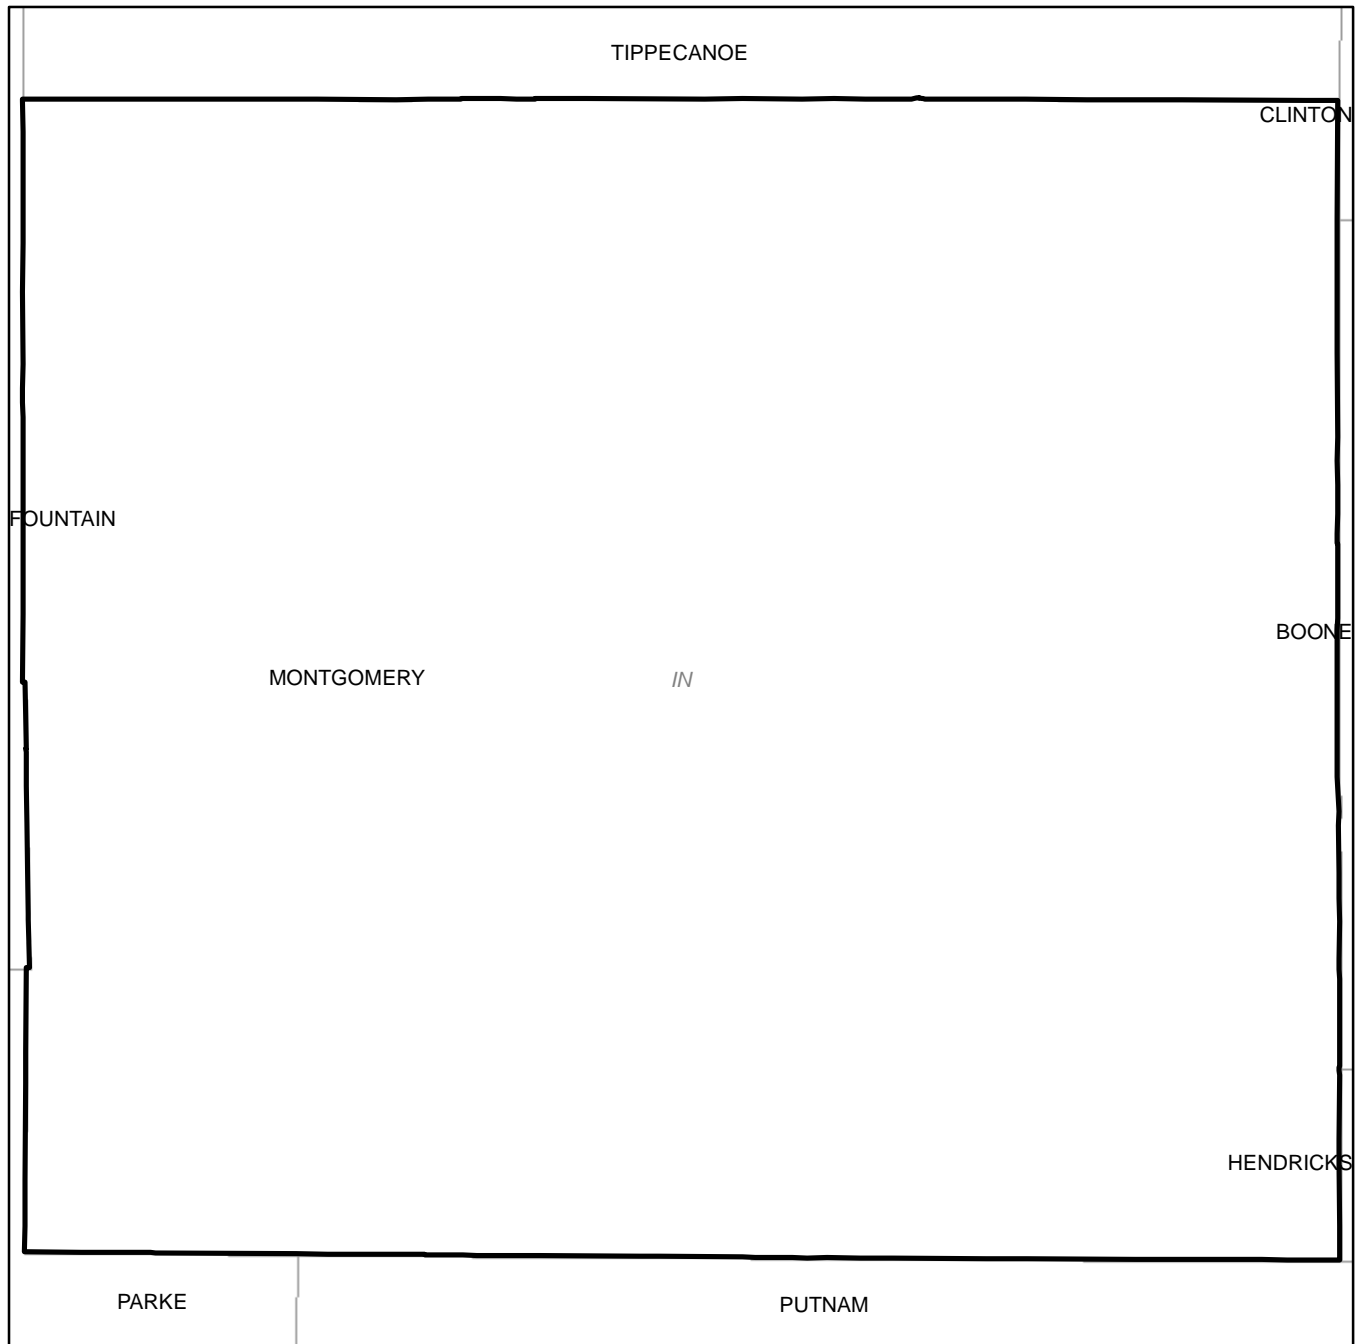 TIPPECANOE
CLINTON
FOUNTAIN
BOONE
MONTGOMERY
IN
HENDRICKS
PARKE
PUTNAM